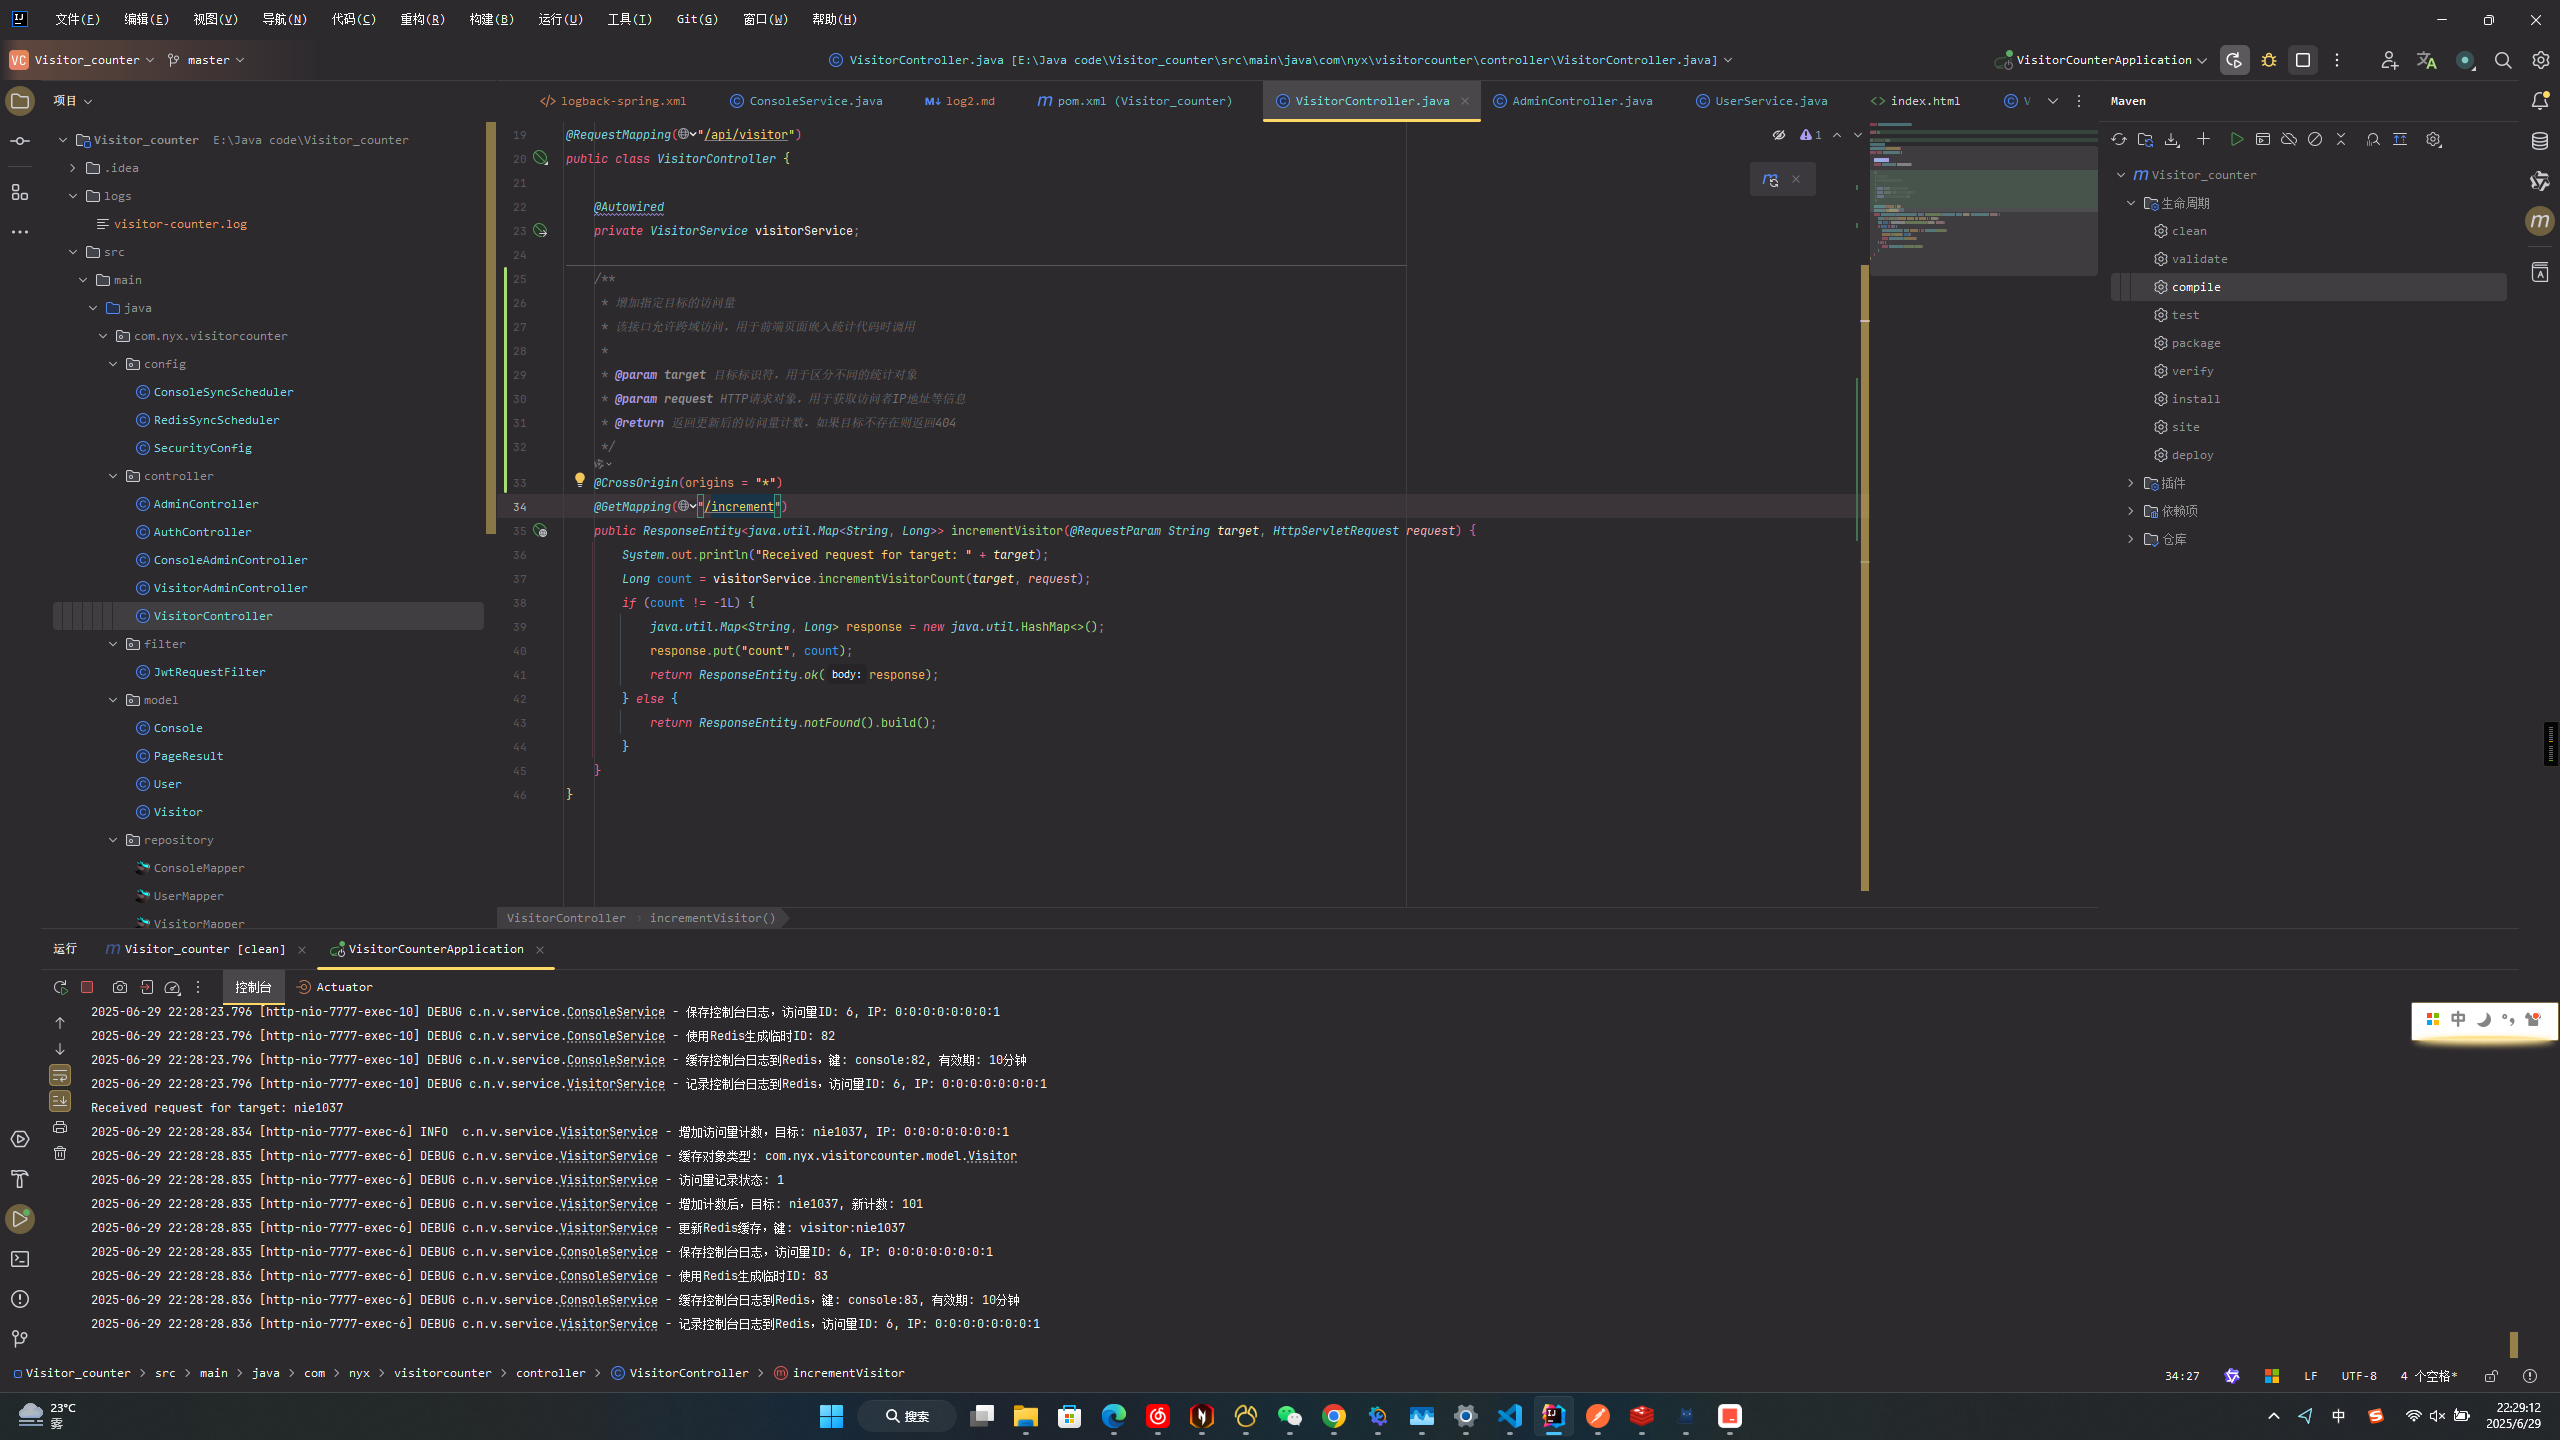 文件(F) 编辑(E) 视图(V) 导航(N) 代码(C) 重构(R) 构建(B) 运行(U) 工具(T) Git(G) 窗口(W) 帮助(H)
VC Visitor_counter master VisitorController.java [E:\Java code\Visitor_counter\src\main\java\com\nyx\visitorcounter\controller\VisitorController.java] VisitorCounterApplication
项目
Visitor_counter E:\Java code\Visitor_counter
.idea
logs
visitor-counter.log
src
main
java
com.nyx.visitorcounter
config
ConsoleSyncScheduler
RedisSyncScheduler
SecurityConfig
controller
AdminController
AuthController
ConsoleAdminController
VisitorAdminController
VisitorController
filter
JwtRequestFilter
model
Console
PageResult
User
Visitor
repository
ConsoleMapper
UserMapper
VisitorMapper
logback-spring.xml ConsoleService.java log2.md pom.xml (Visitor_counter) VisitorController.java AdminController.java UserService.java index.html V
1
19 @RequestMapping("/api/visitor")
20 public class VisitorController {
21
22 @Autowired
23 private VisitorService visitorService;
24
25 /**
26 * 增加指定目标的访问量
27 * 该接口允许跨域访问，用于前端页面嵌入统计代码时调用
28 *
29 * @param target 目标标识符，用于区分不同的统计对象
30 * @param request HTTP请求对象，用于获取访问者IP地址等信息
31 * @return 返回更新后的访问量计数，如果目标不存在则返回404
32 */
33 @CrossOrigin(origins = "*")
34 @GetMapping("/increment")
35 public ResponseEntity<java.util.Map<String, Long>> incrementVisitor(@RequestParam String target, HttpServletRequest request) {
36 System.out.println("Received request for target: " + target);
37 Long count = visitorService.incrementVisitorCount(target, request);
38 if (count != -1L) {
39 java.util.Map<String, Long> response = new java.util.HashMap<>();
40 response.put("count", count);
41 return ResponseEntity.ok( body: response);
42 } else {
43 return ResponseEntity.notFound().build();
44 }
45 }
46 }
VisitorController incrementVisitor()
Maven
Visitor_counter
生命周期
clean
validate
compile
test
package
verify
install
site
deploy
插件
依赖项
仓库
运行 Visitor_counter [clean] VisitorCounterApplication
控制台 Actuator
2025-06-29 22:28:23.796 [http-nio-7777-exec-10] DEBUG c.n.v.service.ConsoleService - 保存控制台日志，访问量ID: 6, IP: 0:0:0:0:0:0:0:1
2025-06-29 22:28:23.796 [http-nio-7777-exec-10] DEBUG c.n.v.service.ConsoleService - 使用Redis生成临时ID: 82
2025-06-29 22:28:23.796 [http-nio-7777-exec-10] DEBUG c.n.v.service.ConsoleService - 缓存控制台日志到Redis，键: console:82, 有效期: 10分钟
2025-06-29 22:28:23.796 [http-nio-7777-exec-10] DEBUG c.n.v.service.VisitorService - 记录控制台日志到Redis，访问量ID: 6, IP: 0:0:0:0:0:0:0:1
Received request for target: nie1037
2025-06-29 22:28:28.834 [http-nio-7777-exec-6] INFO  c.n.v.service.VisitorService - 增加访问量计数，目标: nie1037, IP: 0:0:0:0:0:0:0:1
2025-06-29 22:28:28.835 [http-nio-7777-exec-6] DEBUG c.n.v.service.VisitorService - 缓存对象类型: com.nyx.visitorcounter.model.Visitor
2025-06-29 22:28:28.835 [http-nio-7777-exec-6] DEBUG c.n.v.service.VisitorService - 访问量记录状态: 1
2025-06-29 22:28:28.835 [http-nio-7777-exec-6] DEBUG c.n.v.service.VisitorService - 增加计数后，目标: nie1037, 新计数: 101
2025-06-29 22:28:28.835 [http-nio-7777-exec-6] DEBUG c.n.v.service.VisitorService - 更新Redis缓存，键: visitor:nie1037
2025-06-29 22:28:28.835 [http-nio-7777-exec-6] DEBUG c.n.v.service.ConsoleService - 保存控制台日志，访问量ID: 6, IP: 0:0:0:0:0:0:0:1
2025-06-29 22:28:28.836 [http-nio-7777-exec-6] DEBUG c.n.v.service.ConsoleService - 使用Redis生成临时ID: 83
2025-06-29 22:28:28.836 [http-nio-7777-exec-6] DEBUG c.n.v.service.ConsoleService - 缓存控制台日志到Redis，键: console:83, 有效期: 10分钟
2025-06-29 22:28:28.836 [http-nio-7777-exec-6] DEBUG c.n.v.service.VisitorService - 记录控制台日志到Redis，访问量ID: 6, IP: 0:0:0:0:0:0:0:1
中
Visitor_counter > src > main > java > com > nyx > visitorcounter > controller > VisitorController > incrementVisitor 34:27 LF UTF-8 4 个空格*
23°C
雾
搜索
中
22:29:12
2025/6/29